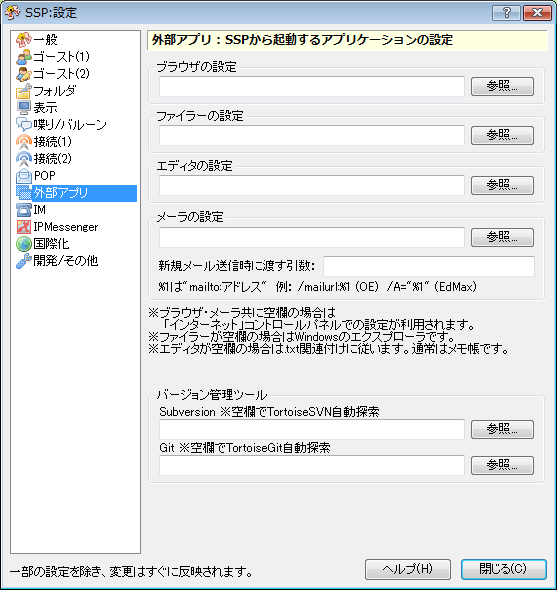 SSP:設定
一般
ゴースト(1)
ゴースト(2)
フォルダ
表示
喋り/バルーン
接続(1)
接続(2)
POP
外部アプリ
IM
IPMessenger
国際化
開発/その他
外部アプリ : SSPから起動するアプリケーションの設定
ブラウザの設定
参照...
ファイラーの設定
参照...
エディタの設定
参照...
メーラの設定
参照...
新規メール送信時に渡す引数:
%1は"mailto:アドレス" 例: /mailurl:%1 (OE) /A="%1" (EdMax)
※ブラウザ・メーラ共に空欄の場合は
「インターネット」コントロールパネルでの設定が利用されます。
※ファイラーが空欄の場合はWindowsのエクスプローラです。
※エディタが空欄の場合は.txt関連付けに従います。通常はメモ帳です。
バージョン管理ツール
Subversion ※空欄でTortoiseSVN自動探索
参照...
Git ※空欄でTortoiseGit自動探索
参照...
一部の設定を除き、変更はすぐに反映されます。
ヘルプ(H)
閉じる(C)